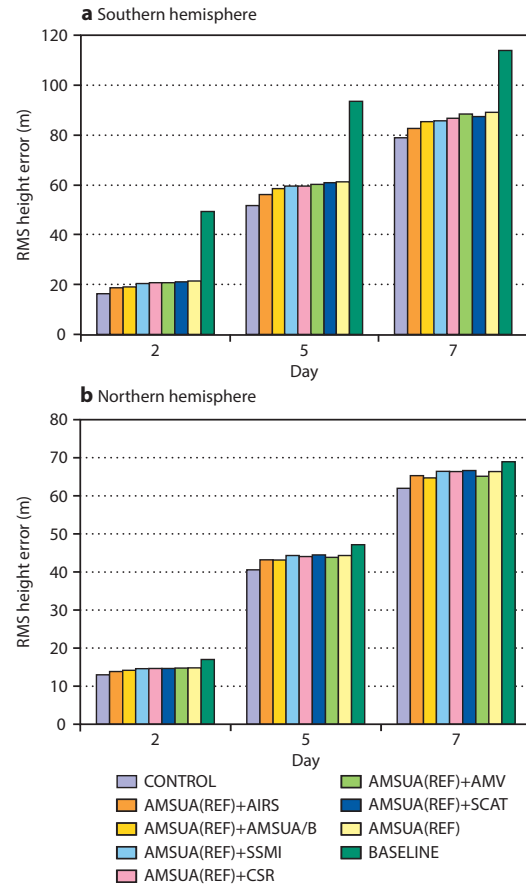 a Southern hemisphere
RMS height error (m)
120
100
80
60
40
20
0
2 5 7
Day
b Northern hemisphere
RMS height error (m)
80
70
60
50
40
30
20
10
0
2 5 7
Day
CONTROL
AMSUA(REF)+AIRS
AMSUA(REF)+AMSUA/B
AMSUA(REF)+SSMI
AMSUA(REF)+CSR
AMSUA(REF)+AMV
AMSUA(REF)+SCAT
AMSUA(REF)
BASELINE